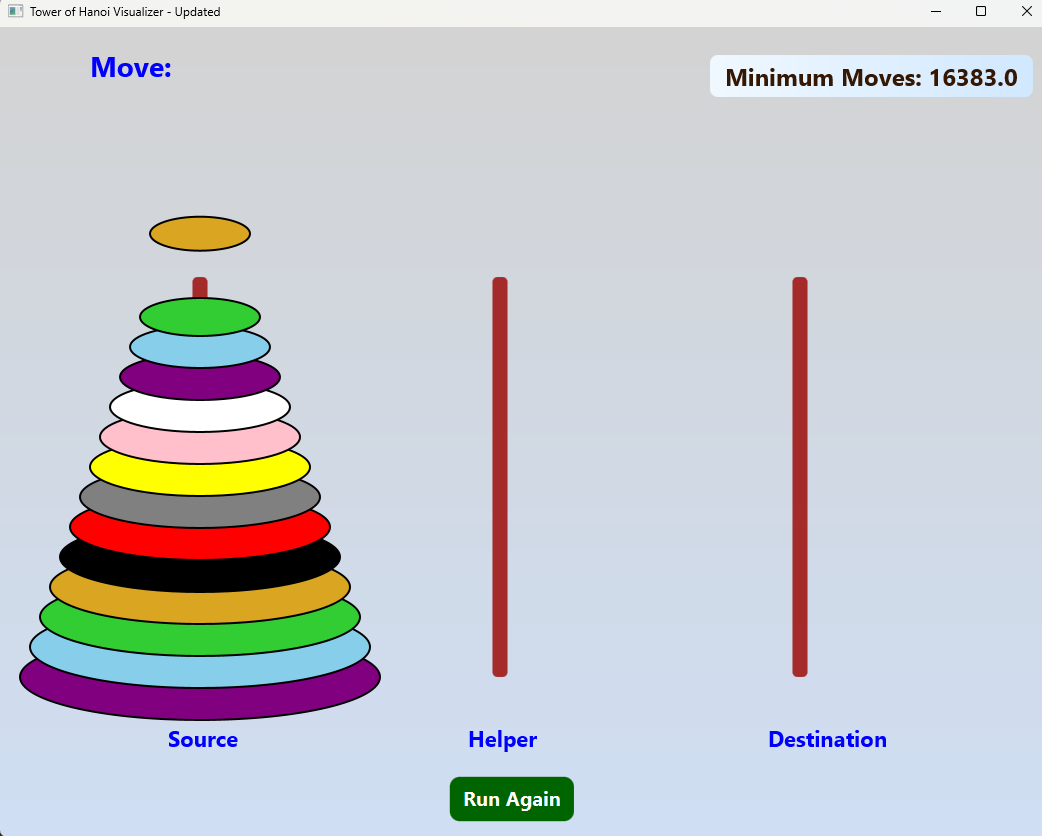 Tower of Hanoi Visualizer - Updated
Move:
Minimum Moves: 16383.0
Source
Helper
Destination
Run Again